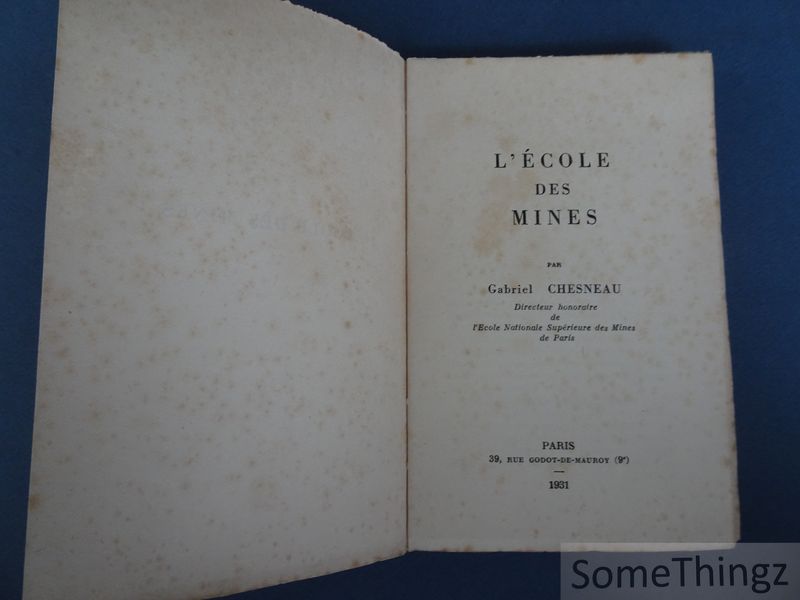 L'ÉCOLE
DES
MINES
PAR
Gabriel CHESNEAU
Directeur honoraire
de
l'Ecole Nationale Supérieure des Mines
de Paris
PARIS
39, RUE GODOT-DE-MAUROY (9e)
1931
SomeThingz